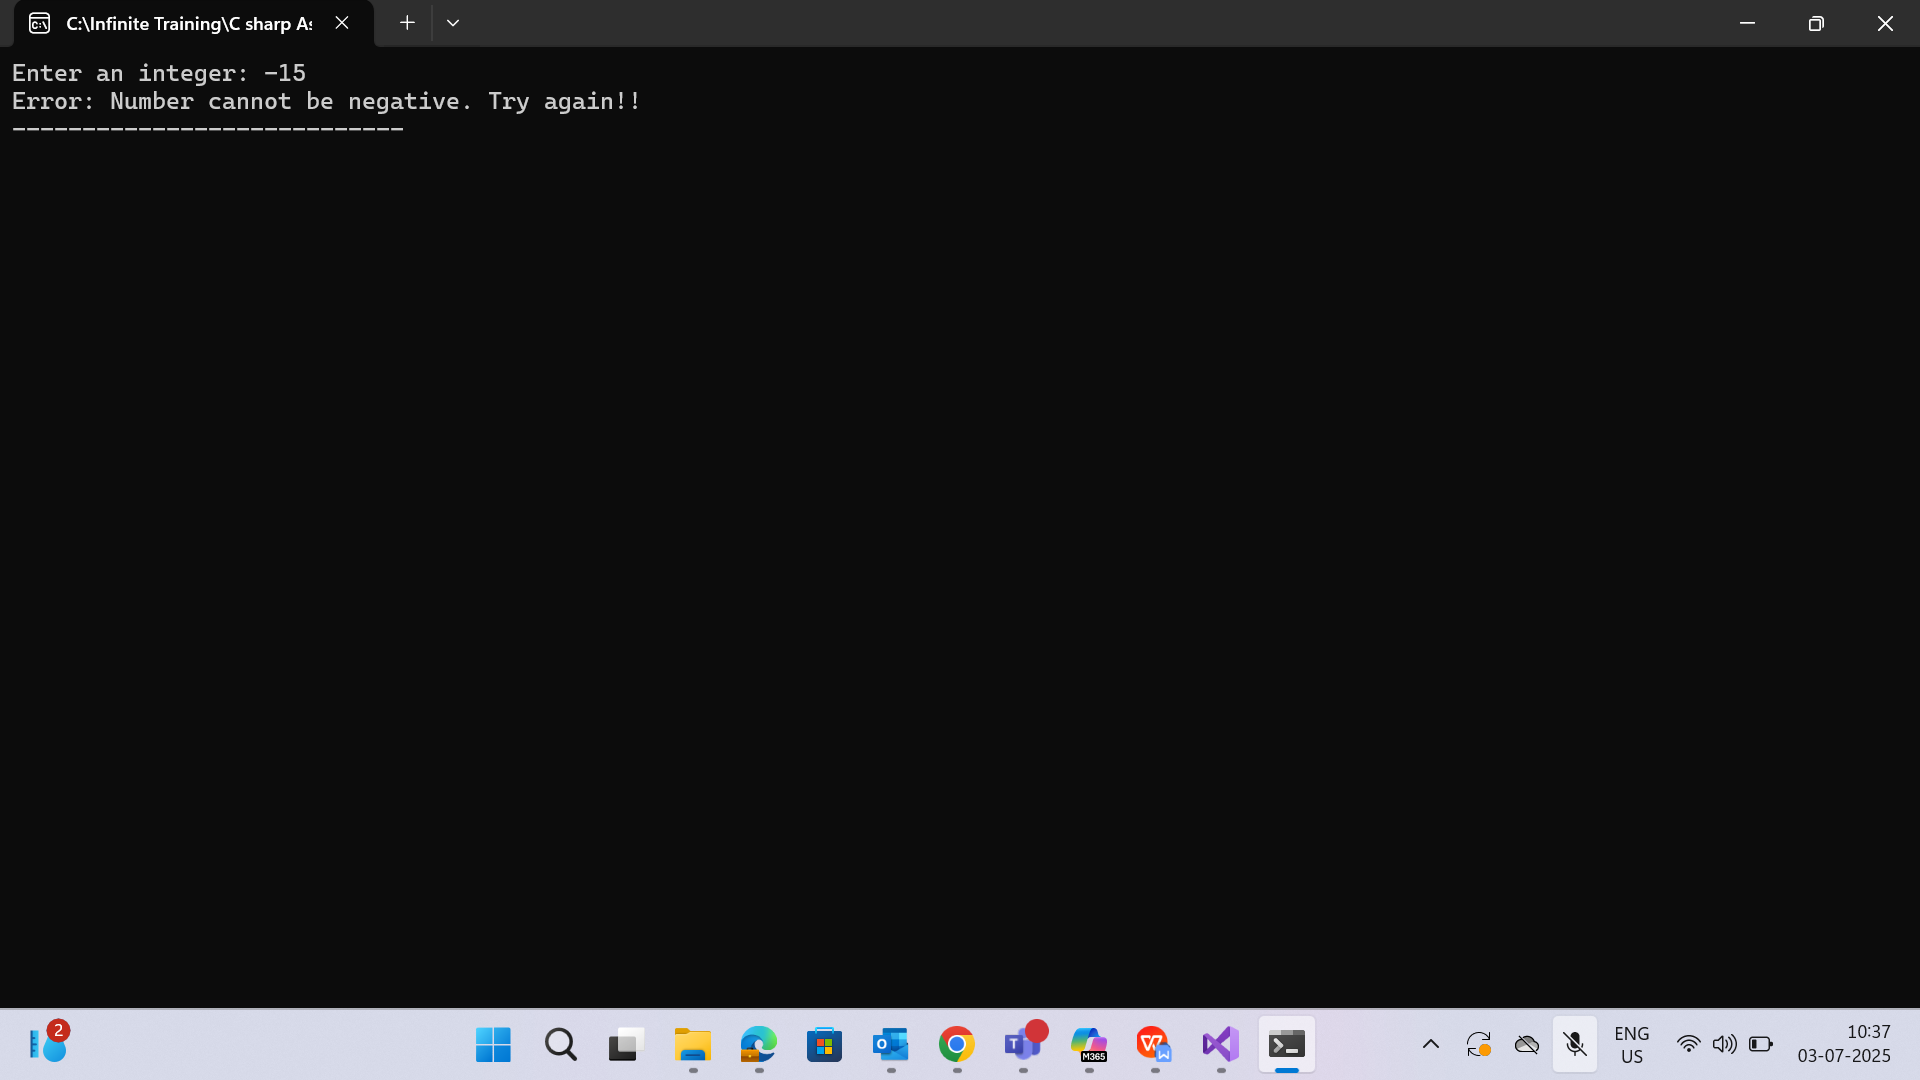 C:\Infinite Training\C sharp As
Enter an integer: -15
Error: Number cannot be negative. Try again!!
----------------------------
2
M365
ENG
US
10:37
03-07-2025